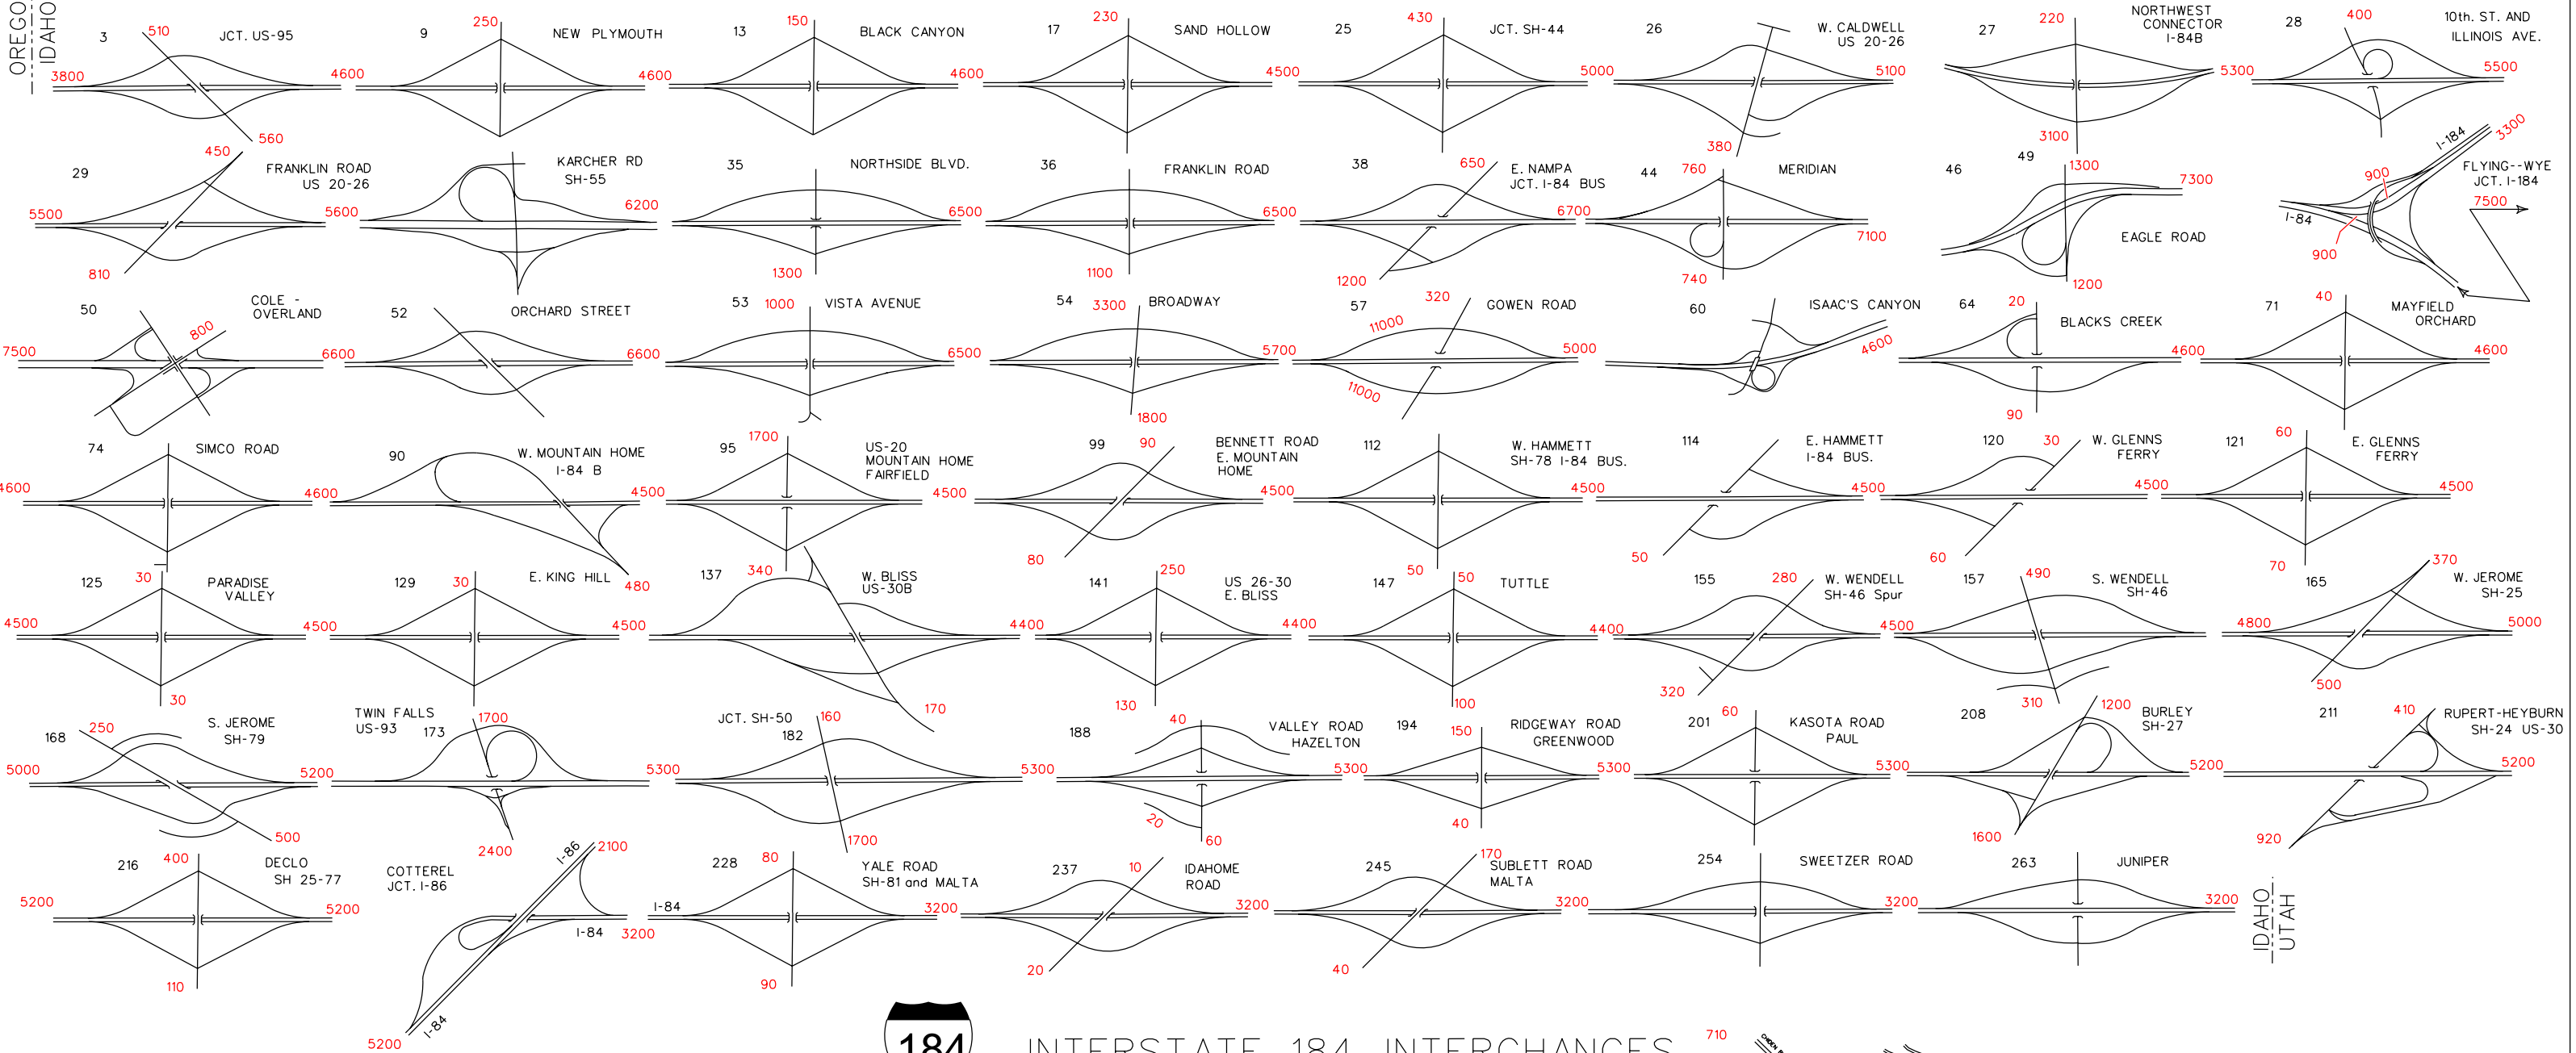 OREGO
IDAHO
3
510
JCT. US-95
3800
4600
560
9
250
NEW PLYMOUTH
4600
13
150
BLACK CANYON
4600
17
230
SAND HOLLOW
4500
25
430
JCT. SH-44
5000
26
W. CALDWELL
US 20-26
5100
380
27
220
NORTHWEST
CONNECTOR
I-84B
5300
3100
28
400
10th. ST. AND
ILLINOIS AVE.
5500
29
450
FRANKLIN ROAD
US 20-26
5500
5600
810
KARCHER RD
SH-55
6200
35
NORTHSIDE BLVD.
6500
1300
36
FRANKLIN ROAD
6500
1100
38
650
E. NAMPA
JCT. I-84 BUS
6700
1200
44
760
MERIDIAN
7100
740
46
49
1300
7300
EAGLE ROAD
1200
I-184
3300
FLYING--WYE
JCT. I-184
7500
900
I-84
900
50
COLE -
OVERLAND
800
7500
6600
52
ORCHARD STREET
6600
53
1000
VISTA AVENUE
6500
54
3300
BROADWAY
5700
1800
57
320
GOWEN ROAD
11000
5000
11000
60
ISAAC'S CANYON
4600
64
20
BLACKS CREEK
4600
90
71
40
MAYFIELD
ORCHARD
4600
74
SIMCO ROAD
4600
4600
90
W. MOUNTAIN HOME
I-84 B
4500
480
95
1700
US-20
MOUNTAIN HOME
FAIRFIELD
4500
340
99
90
BENNETT ROAD
E. MOUNTAIN
HOME
4500
80
112
W. HAMMETT
SH-78 I-84 BUS.
4500
50
114
E. HAMMETT
I-84 BUS.
4500
50
120
30
W. GLENNS
FERRY
4500
60
121
60
E. GLENNS
FERRY
4500
70
125
30
PARADISE
VALLEY
4500
4500
30
129
30
E. KING HILL
4500
137
W. BLISS
US-30B
4400
170
141
250
US 26-30
E. BLISS
4400
130
147
50
TUTTLE
4400
100
155
280
W. WENDELL
SH-46 Spur
4500
320
157
490
S. WENDELL
SH-46
310
165
370
W. JEROME
SH-25
4800
5000
500
168
250
S. JEROME
SH-79
5000
5200
500
TWIN FALLS
US-93
173
1700
5300
2400
JCT. SH-50
182
160
5300
1700
188
40
VALLEY ROAD
HAZELTON
5300
20
60
194
150
RIDGEWAY ROAD
GREENWOOD
5300
40
201
60
KASOTA ROAD
PAUL
5300
208
1200
BURLEY
SH-27
5200
1600
211
410
RUPERT-HEYBURN
SH-24 US-30
5200
920
216
400
DECLO
SH 25-77
5200
5200
110
COTTEREL
JCT. I-86
I-86
2100
I-84
3200
I-84
5200
228
80
YALE ROAD
SH-81 and MALTA
I-84
3200
90
237
10
IDAHOME
ROAD
3200
20
245
170
SUBLETT ROAD
MALTA
3200
40
254
SWEETZER ROAD
3200
263
JUNIPER
3200
IDAHO
UTAH
184
INTERSTATE 184 INTERCHANGES
710